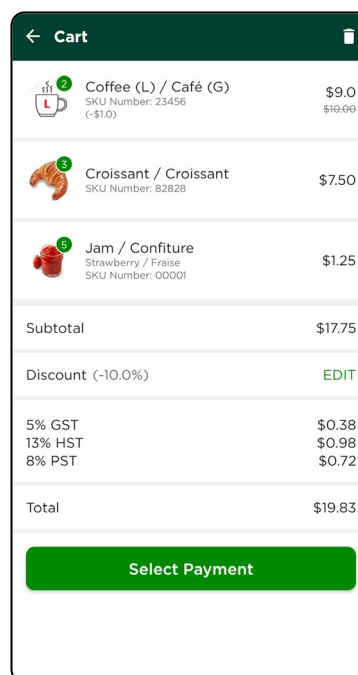 Cart
2
Coffee (L) / Café (G)
SKU Number: 23456
(-$1.0)
$9.0
$10.00
L
3
Croissant / Croissant
SKU Number: 82828
$7.50
5
Jam / Confiture
Strawberry / Fraise
SKU Number: 00001
$1.25
Subtotal $17.75
Discount (-10.0%) EDIT
5% GST $0.38
13% HST $0.98
8% PST $0.72
Total $19.83
Select Payment